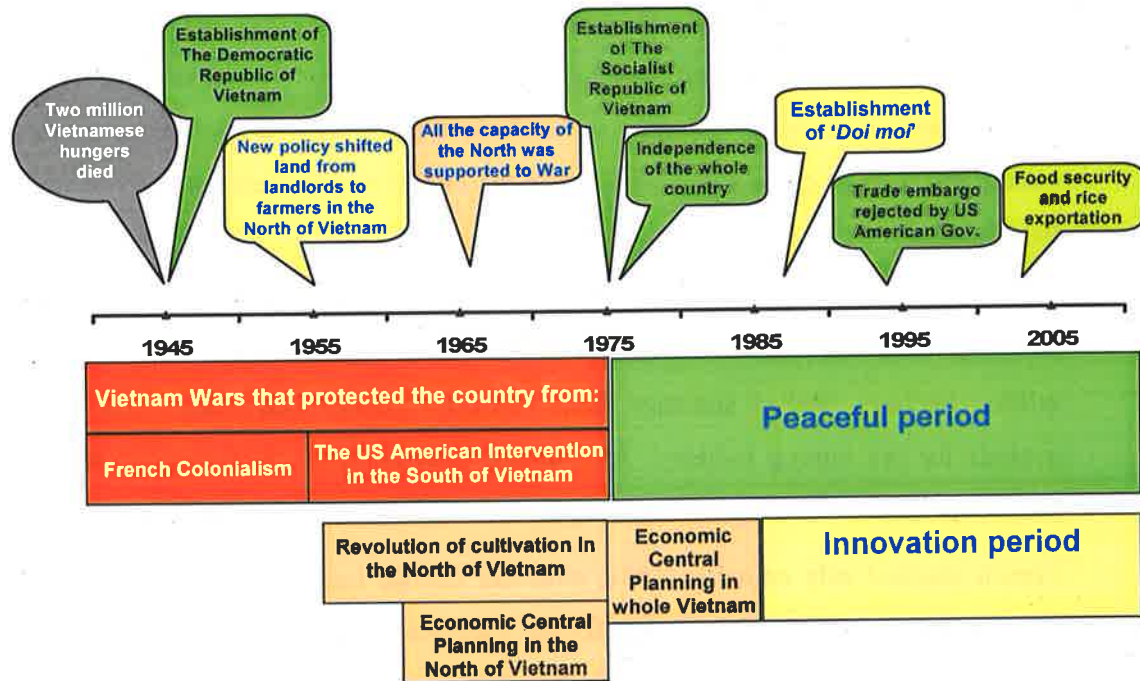 Two million
Vietnamese
hungers
died
Establishment of
The Democratic
Republic of
Vietnam
New policy shifted
land from
landlords to
farmers in the
North of Vietnam
All the capacity of
the North was
supported to War
Establishment
of The
Socialist
Republic of
Vietnam
Independence
of the whole
country
Establishment
of 'Doi moi'
Trade embargo
rejected by US
American Gov.
Food security
and rice
exportation
1945 1955 1965 1975 1985 1995 2005
Vietnam Wars that protected the country from:
French Colonialism
The US American Intervention
in the South of Vietnam
Peaceful period
Revolution of cultivation in
the North of Vietnam
Economic Central
Planning in the
North of Vietnam
Economic
Central
Planning in
whole Vietnam
Innovation period